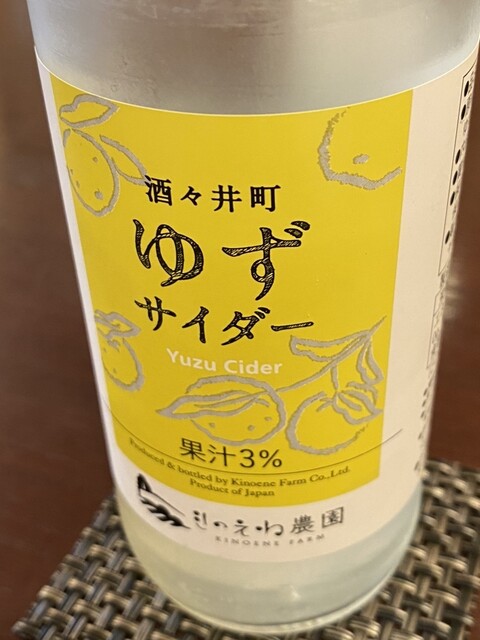 酒々井町
ゆず
サイダー
Yuzu Cider
果汁3%
Produced & bottled by Kinoene Farm Co.,Ltd.
Product of Japan
きのえね農園
KINOENE FARM